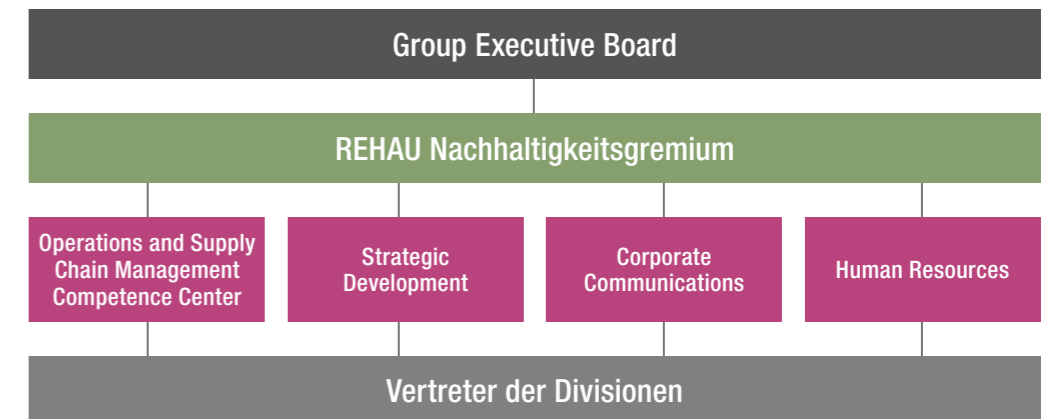 Group Executive Board
REHAU Nachhaltigkeitsgremium
Operations and Supply
Chain Management
Competence Center
Strategic
Development
Corporate
Communications
Human Resources
Vertreter der Divisionen